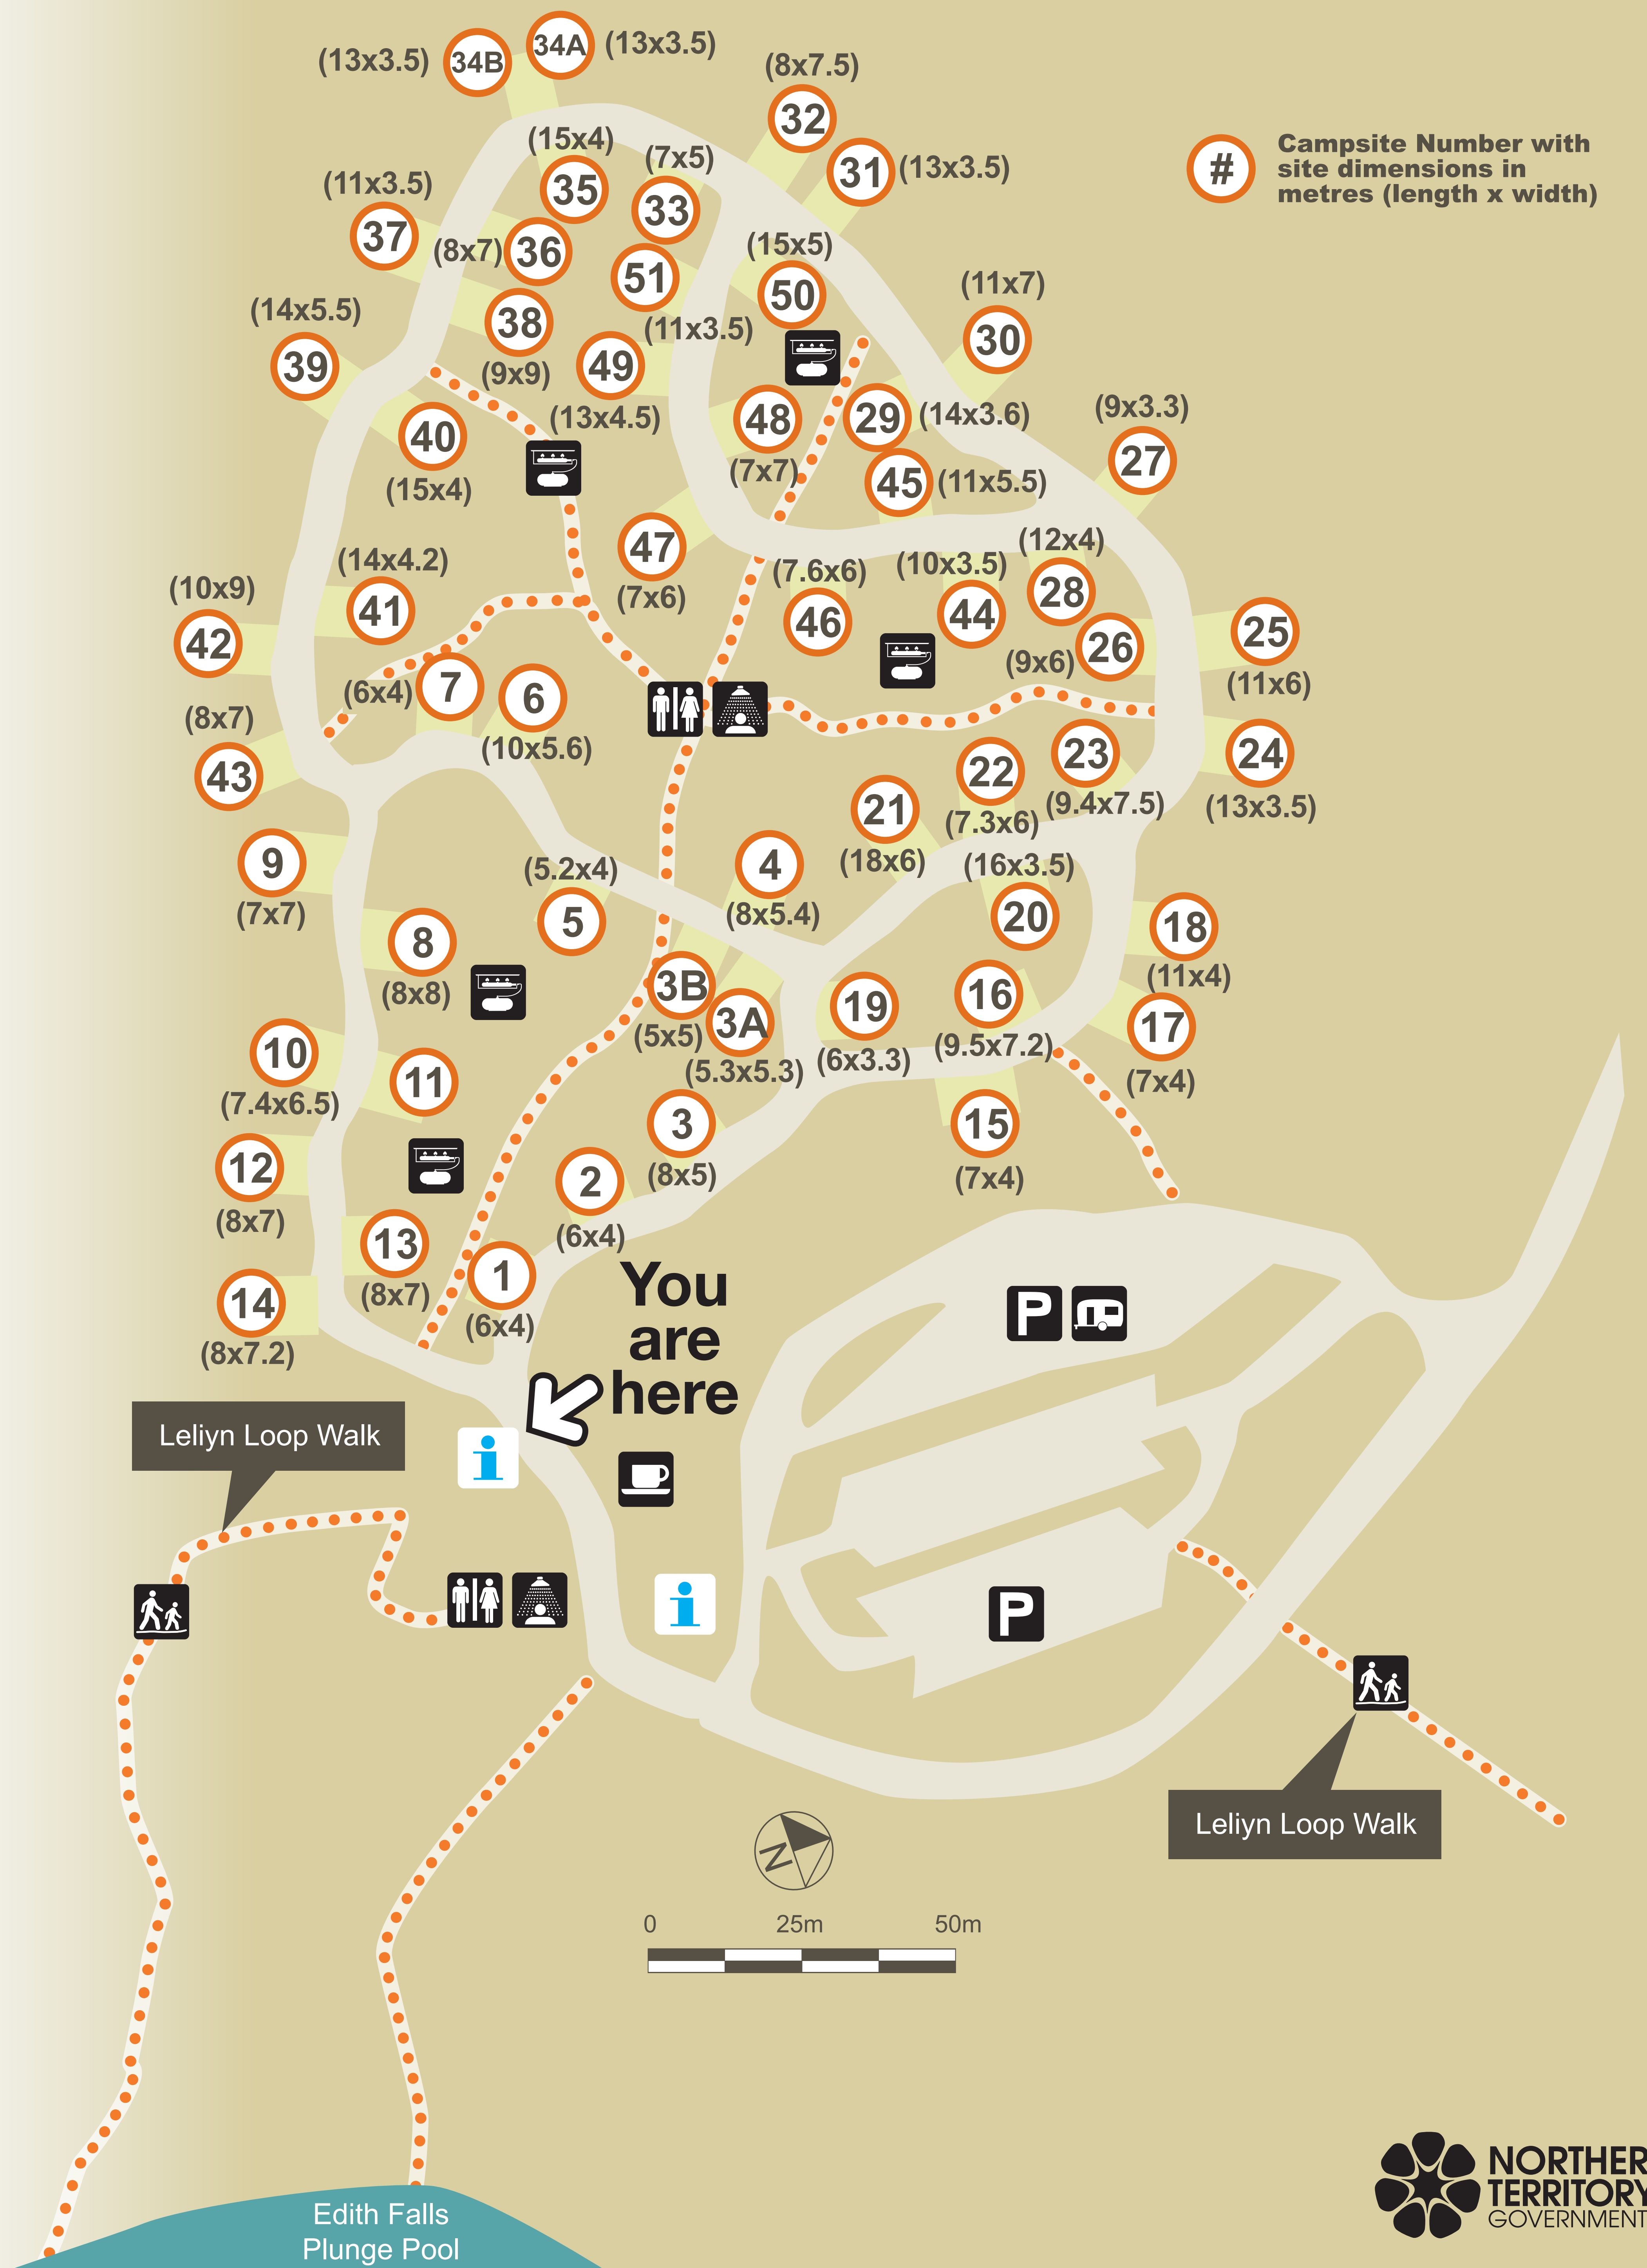 34A
(13x3.5)
(13x3.5)
34B
(8x7.5)
32
(15x4)
35
(7x5)
33
31
(13x3.5)
#
Campsite Number with
site dimensions in
metres (length x width)
(11x3.5)
37
(8x7)
36
51
(11x3.5)
(15x5)
50
(11x7)
30
(14x5.5)
39
38
(9x9)
49
(13x4.5)
48
(7x7)
29
(14x3.6)
(9x3.3)
27
40
(15x4)
45
(11x5.5)
47
(7x6)
(12x4)
28
(10x3.5)
44
(7.6x6)
46
(14x4.2)
41
(10x9)
42
26
(9x6)
25
(11x6)
(6x4)
7
6
(10x5.6)
(8x7)
43
23
(9.4x7.5)
24
(13x3.5)
22
(7.3x6)
21
(18x6)
9
(7x7)
(5.2x4)
5
4
(8x5.4)
(16x3.5)
20
18
(11x4)
8
(8x8)
3B
(5x5)
3A
(5.3x5.3)
19
(6x3.3)
16
(9.5x7.2)
17
(7x4)
10
(7.4x6.5)
11
3
(8x5)
15
(7x4)
12
(8x7)
2
(6x4)
13
(8x7)
1
(6x4)
14
(8x7.2)
You
are
here
P
Leliyn Loop Walk
i
i
P
Leliyn Loop Walk
N
0 25m 50m
NORTHER
TERRITORY
GOVERNMENT
Edith Falls
Plunge Pool